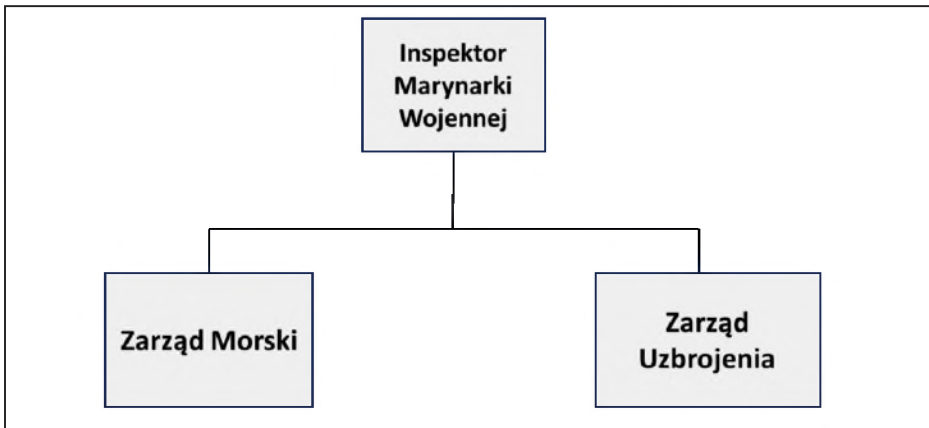 Inspektor
Marynarki
Wojennej
Zarząd Morski
Zarząd
Uzbrojenia